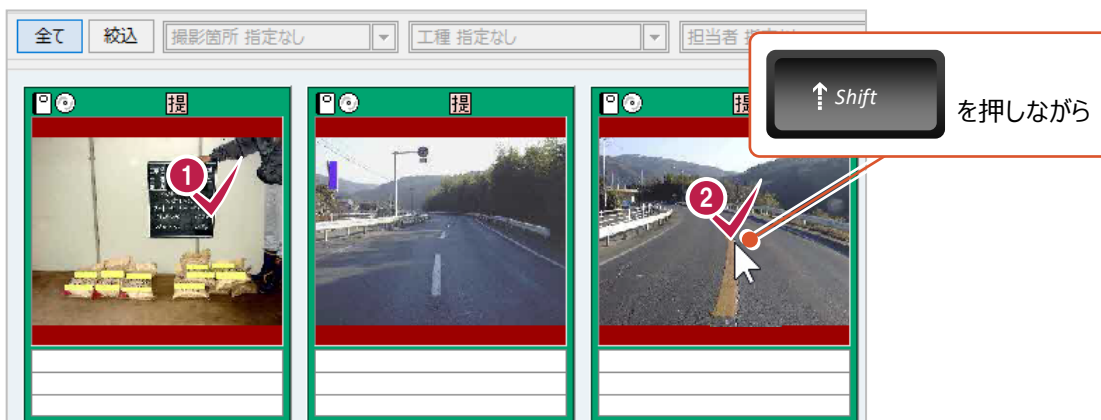 全て 絞込 撮影箇所 指定なし 工種 指定なし 担当者
↑ Shift を押しながら
提 提 提
1
2